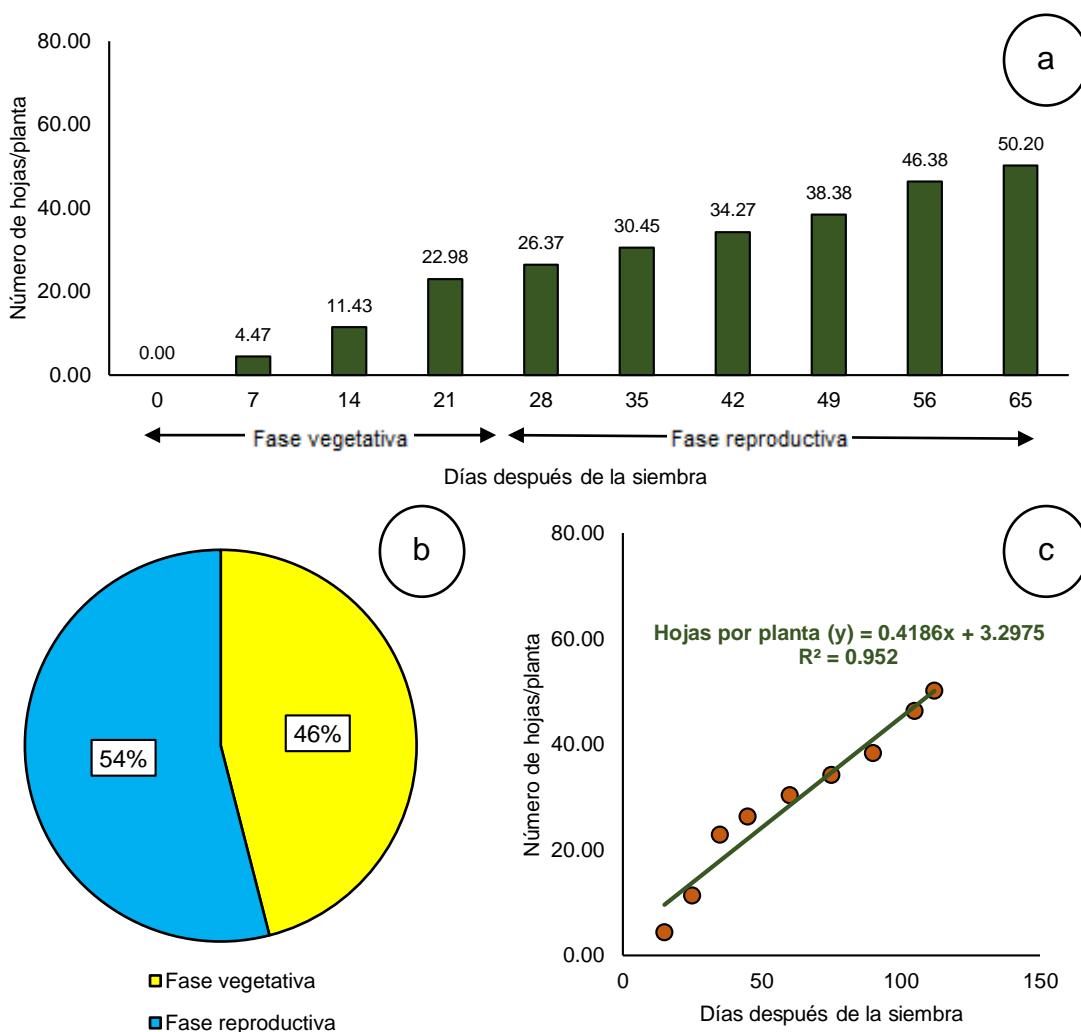 a
80.00
60.00
40.00
20.00
0.00
Número de hojas/planta
0.00
4.47
11.43
22.98
26.37
30.45
34.27
38.38
46.38
50.20
0 7 14 21 28 35 42 49 56 65
Fase vegetativa Fase reproductiva
Días después de la siembra
b
54%
46%
Fase vegetativa
Fase reproductiva
c
80.00
60.00
40.00
20.00
0.00
Número de hojas/planta
Hojas por planta (y) = 0.4186x + 3.2975
R² = 0.952
0 50 100 150
Días después de la siembra